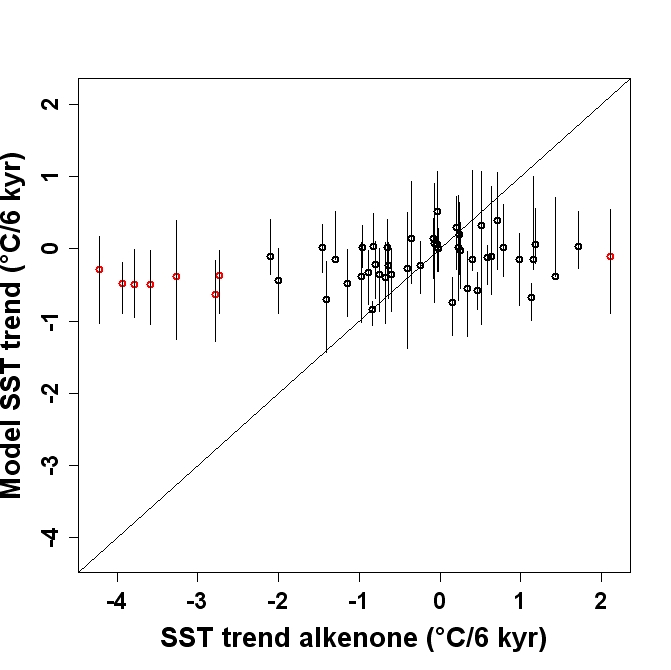 Model SST trend (°C/6 kyr)
2
1
0
-1
-2
-3
-4
-4 -3 -2 -1 0 1 2
SST trend alkenone (°C/6 kyr)